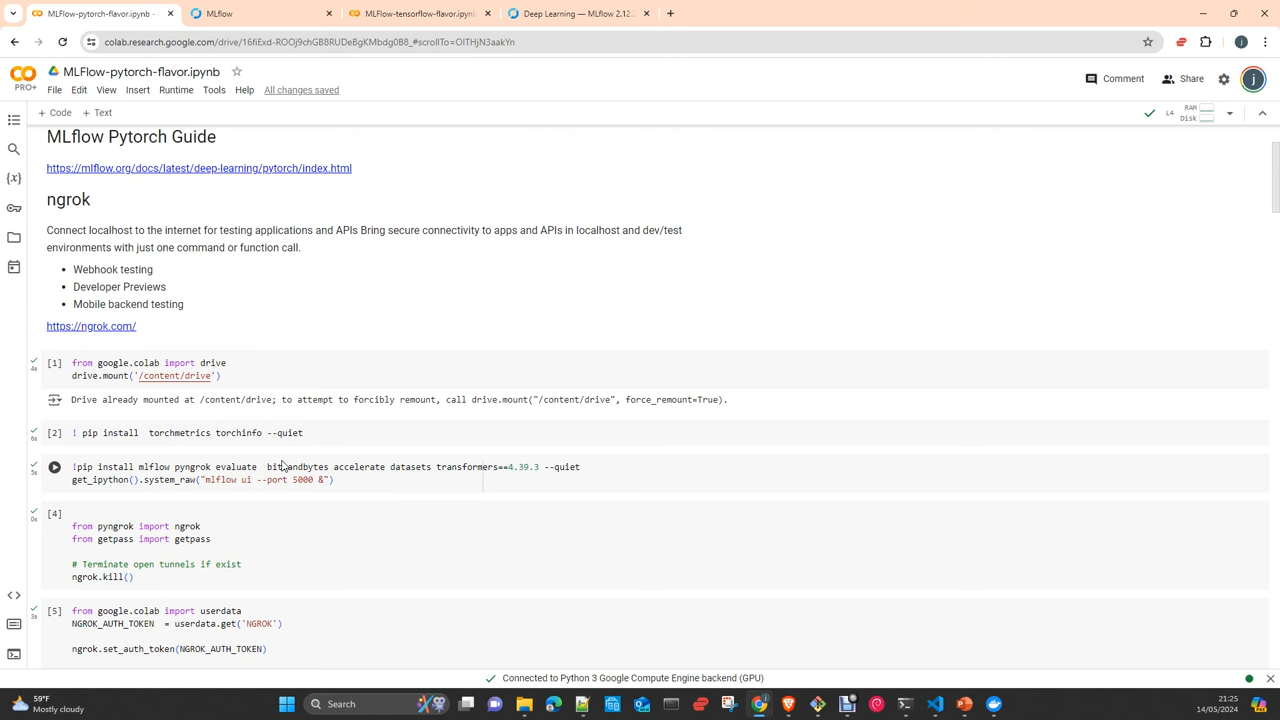 MLFlow-pytorch-flavor.ipynb -
MLflow
MLFlow-tensorflow-flavor.ipynb
Deep Learning — MLflow 2.12.
colab.research.google.com/drive/16fiExd-ROOj9chGB8RUDeBgKMbdg0B8_#scrollTo=OITHjN3aakYn
PRO+
MLFlow-pytorch-flavor.ipynb
File Edit View Insert Runtime Tools Help All changes saved
Comment
Share
j
+ Code + Text
L4 RAM
Disk
MLflow Pytorch Guide
https://mlflow.org/docs/latest/deep-learning/pytorch/index.html
ngrok
Connect localhost to the internet for testing applications and APIs Bring secure connectivity to apps and APIs in localhost and dev/test
environments with just one command or function call.
• Webhook testing
• Developer Previews
• Mobile backend testing
https://ngrok.com/
4s [1] from google.colab import drive
drive.mount('/content/drive')
Drive already mounted at /content/drive; to attempt to forcibly remount, call drive.mount("/content/drive", force_remount=True).
6s [2] ! pip install torchmetrics torchinfo --quiet
5s !pip install mlflow pyngrok evaluate bitsandbytes accelerate datasets transformers==4.39.3 --quiet
get_ipython().system_raw("mlflow ui --port 5000 &")
0s [4]
from pyngrok import ngrok
from getpass import getpass
# Terminate open tunnels if exist
ngrok.kill()
3s [5] from google.colab import userdata
NGROK_AUTH_TOKEN = userdata.get('NGROK')
ngrok.set_auth_token(NGROK_AUTH_TOKEN)
Connected to Python 3 Google Compute Engine backend (GPU)
59°F
Mostly cloudy
Search
21:25
14/05/2024